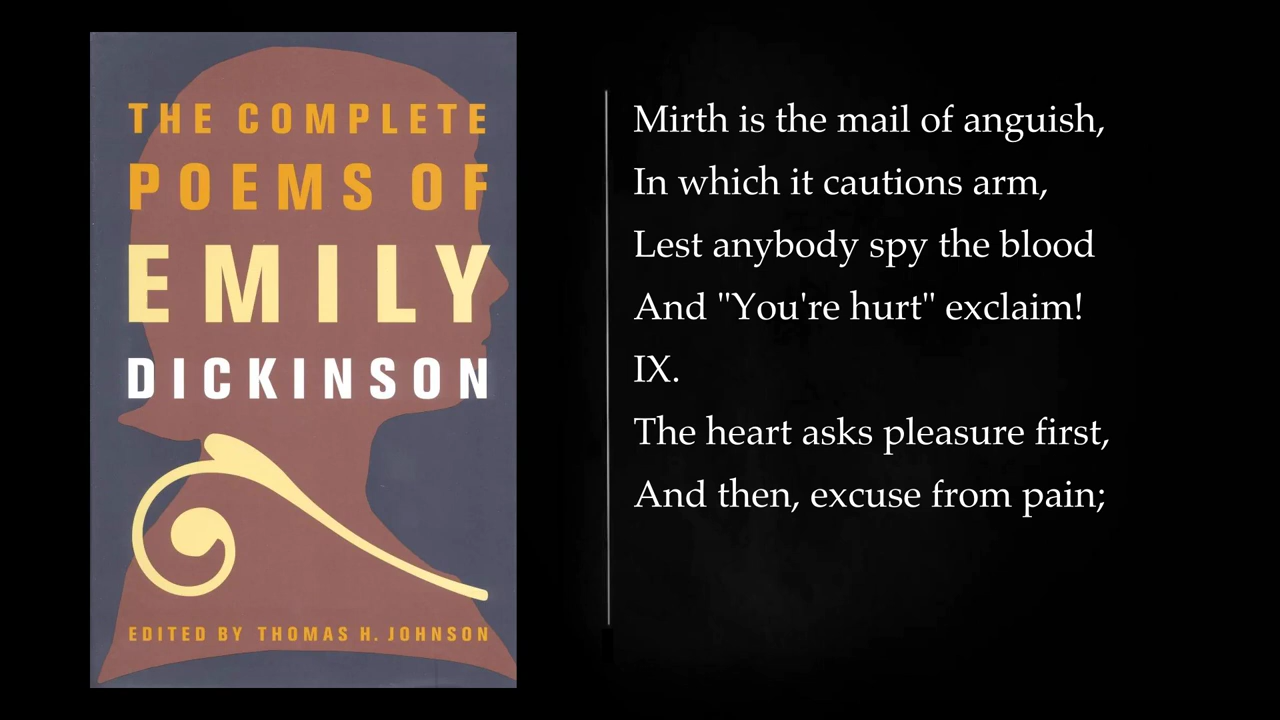 THE COMPLETE
POEMS OF
EMILY
DICKINSON
EDITED BY THOMAS H. JOHNSON
Mirth is the mail of anguish,
In which it cautions arm,
Lest anybody spy the blood
And "You're hurt" exclaim!
IX.
The heart asks pleasure first,
And then, excuse from pain;